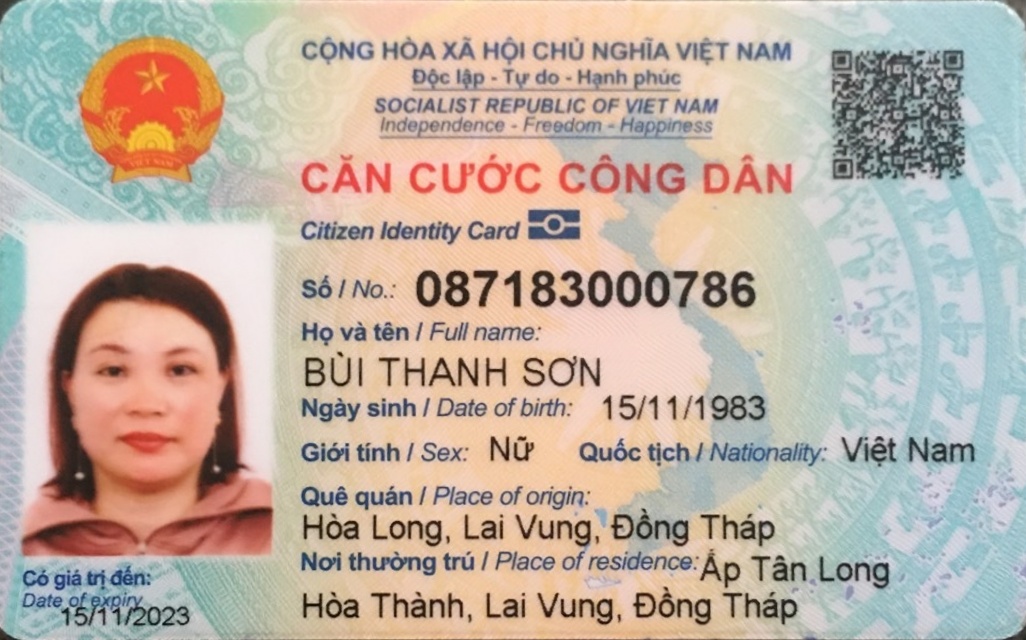 CỘNG HÒA XÃ HỘI CHỦ NGHĨA VIỆT NAM
Độc lập - Tự do - Hạnh phúc
SOCIALIST REPUBLIC OF VIET NAM
Independence - Freedom - Happiness
CĂN CƯỚC CÔNG DÂN
Citizen Identity Card
Số / No.: 087183000786
Họ và tên / Full name:
BÙI THANH SƠN
Ngày sinh / Date of birth: 15/11/1983
Giới tính / Sex: Nữ Quốc tịch / Nationality: Việt Nam
Quê quán / Place of origin:
Hòa Long, Lai Vung, Đồng Tháp
Nơi thường trú / Place of residence: Ấp Tân Long
Hòa Thành, Lai Vung, Đồng Tháp
Có giá trị đến:
Date of expiry
15/11/2023
VIỆT NAM